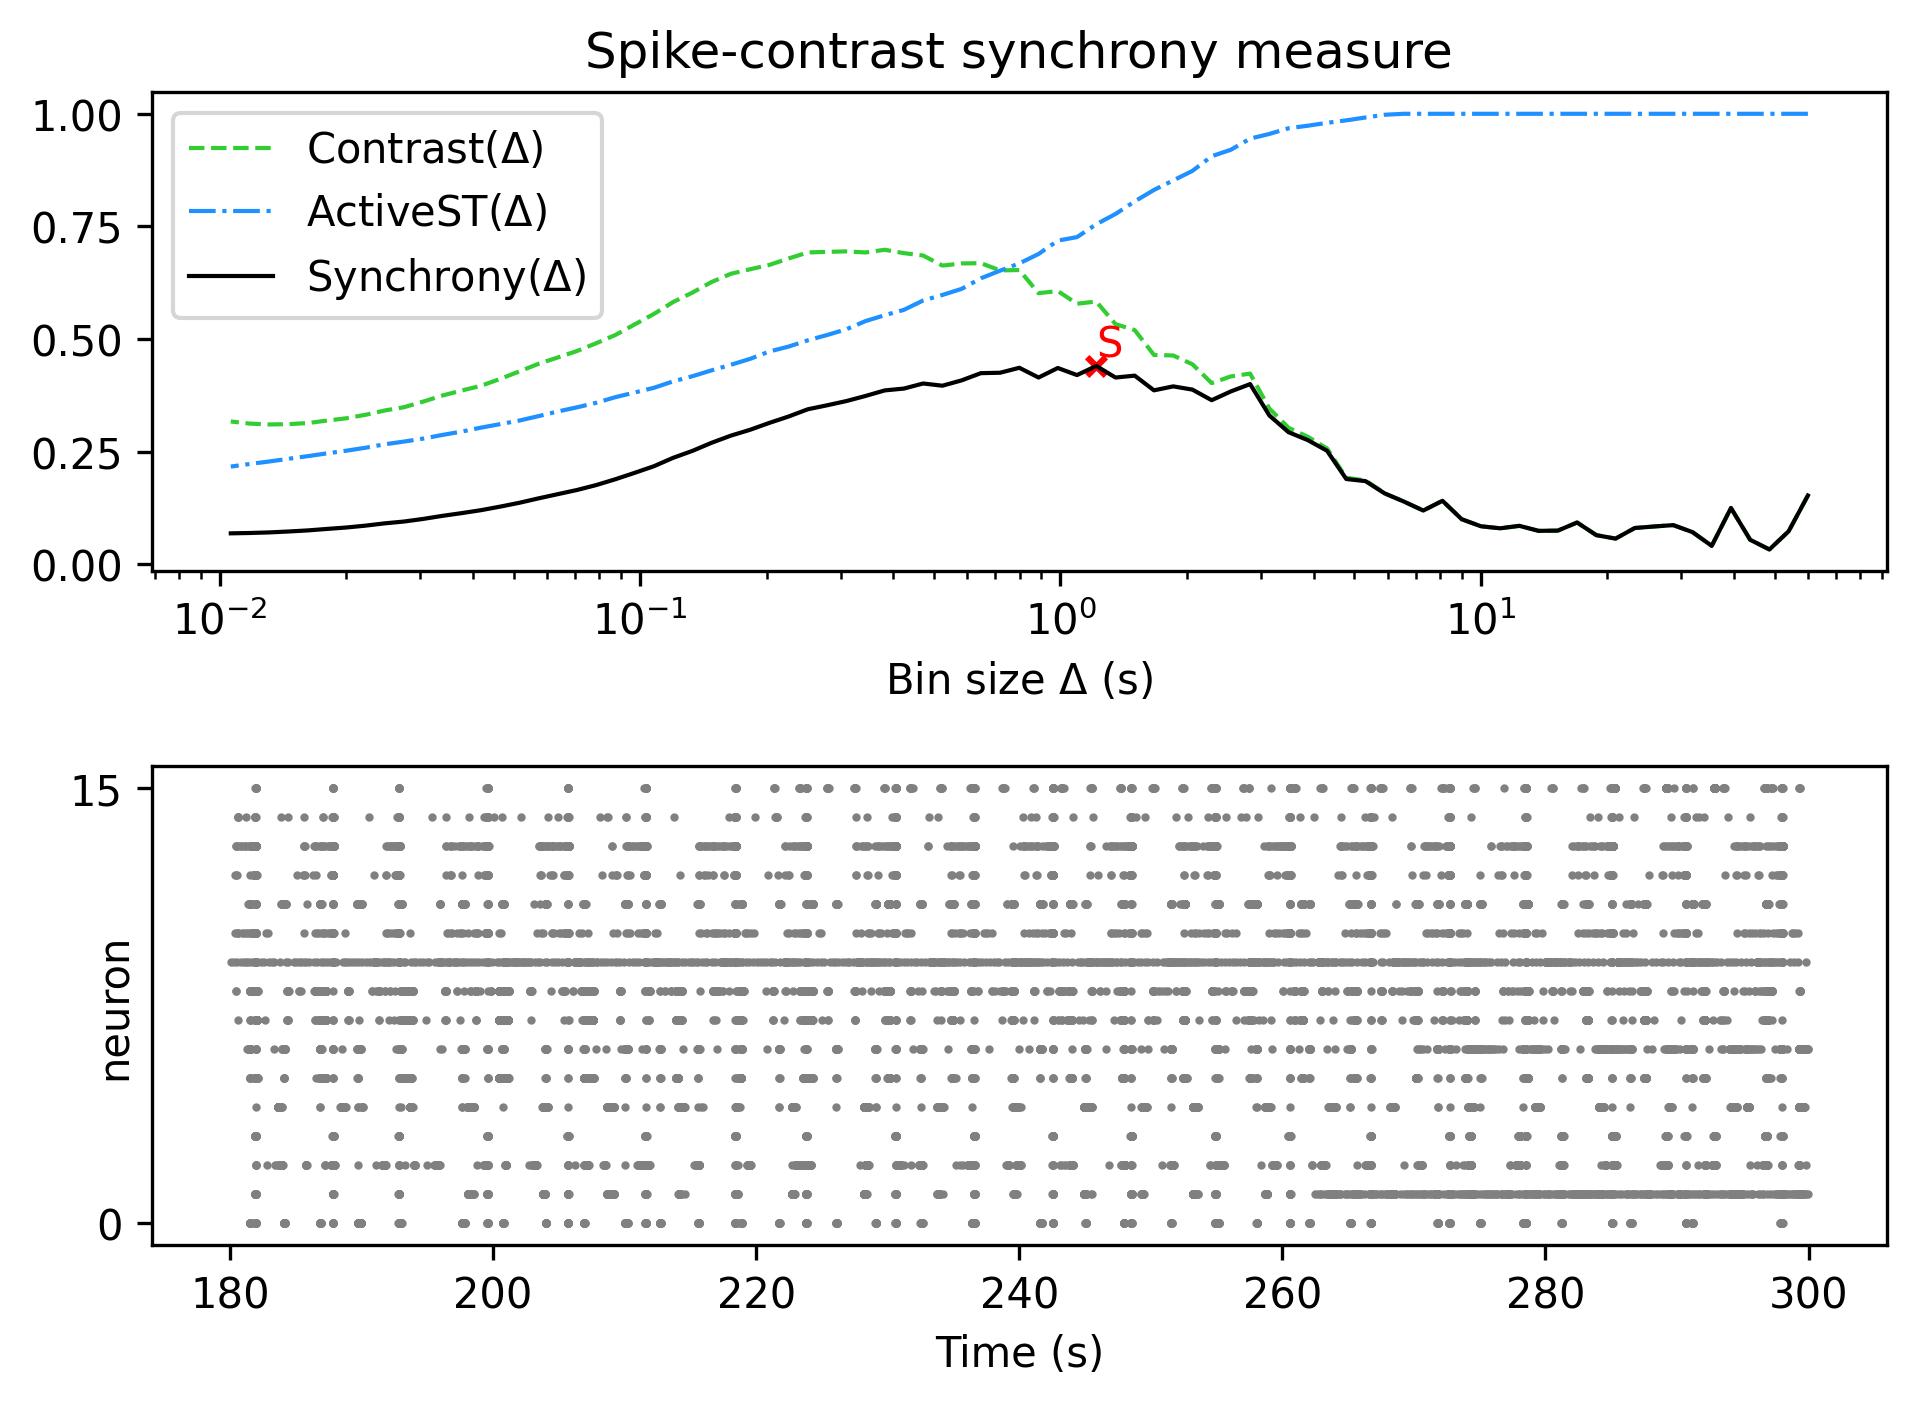 Spike-contrast synchrony measure
1.00
0.75
0.50
0.25
0.00
Contrast(Δ)
ActiveST(Δ)
Synchrony(Δ)
S
10⁻² 10⁻¹ 10⁰ 10¹
Bin size Δ (s)
neuron
15
0
180 200 220 240 260 280 300
Time (s)